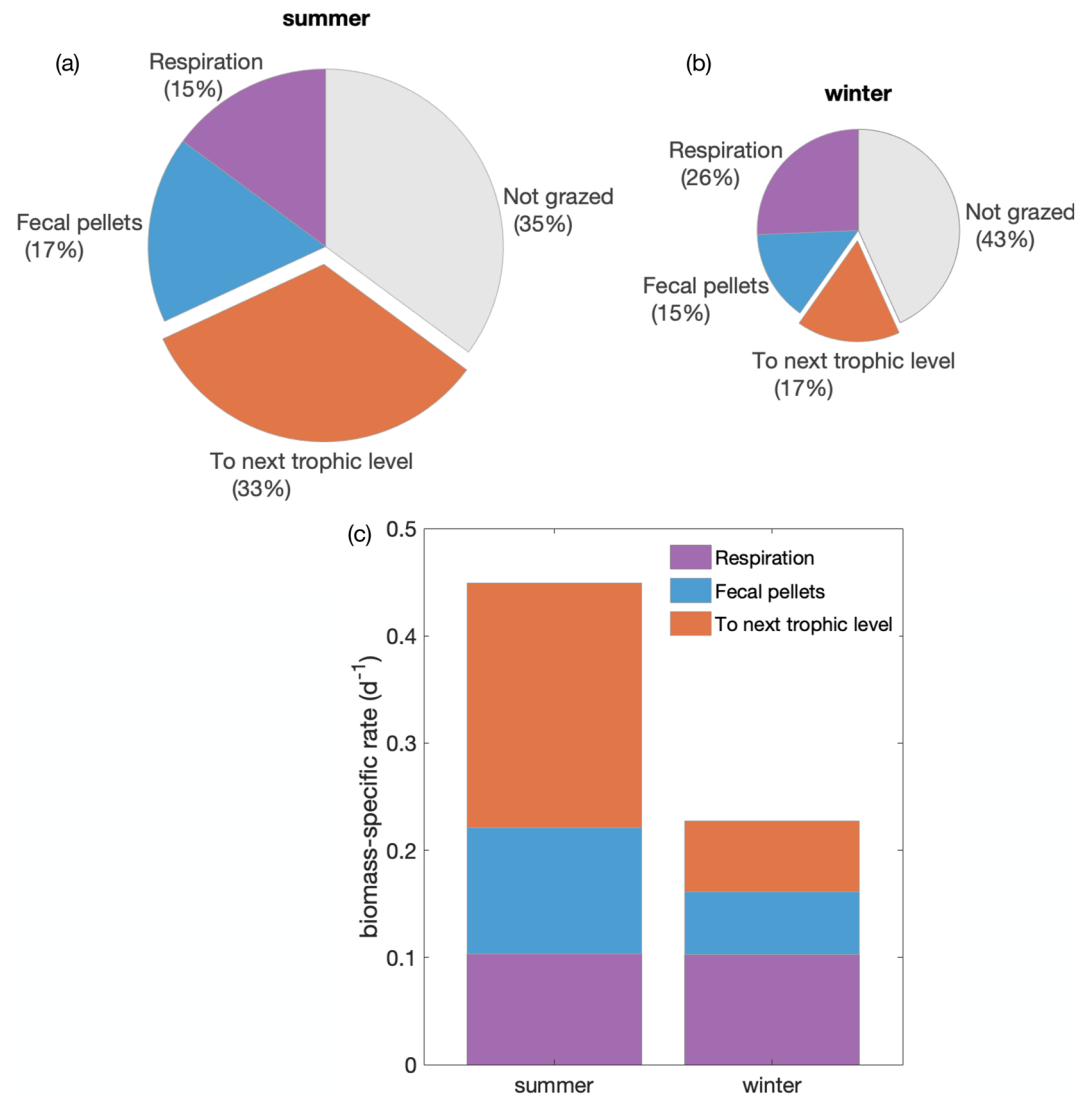 summer
(a)
Respiration
(15%)
Fecal pellets
(17%)
Not grazed
(35%)
To next trophic level
(33%)
(b)
winter
Respiration
(26%)
Fecal pellets
(15%)
Not grazed
(43%)
To next trophic level
(17%)
(c)
biomass-specific rate (d⁻¹)
0.5
0.4
0.3
0.2
0.1
0
Respiration
Fecal pellets
To next trophic level
summer
winter